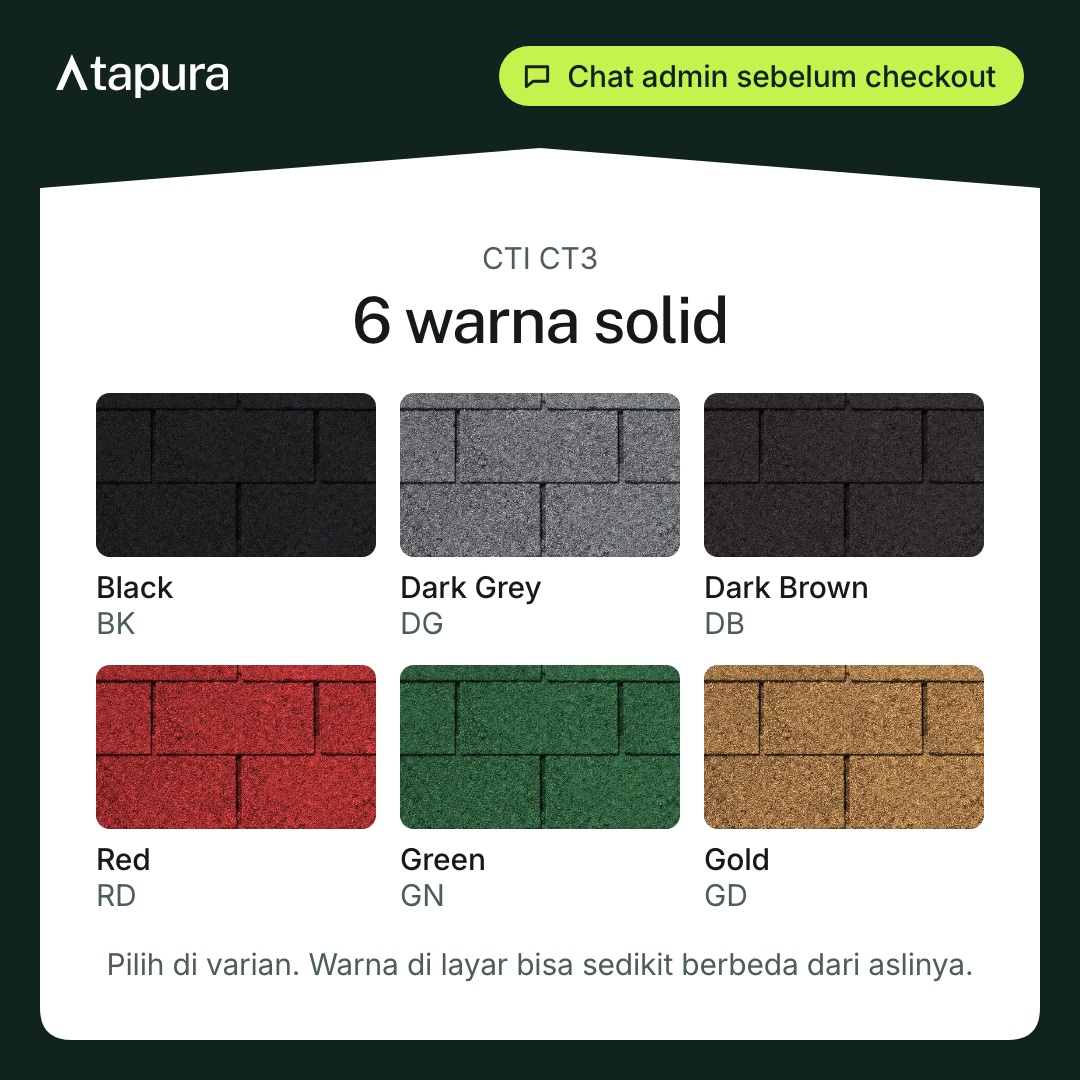 Atapura
Chat admin sebelum checkout
CTI CT3
6 warna solid
Black
BK
Dark Grey
DG
Dark Brown
DB
Red
RD
Green
GN
Gold
GD
Pilih di varian. Warna di layar bisa sedikit berbeda dari aslinya.